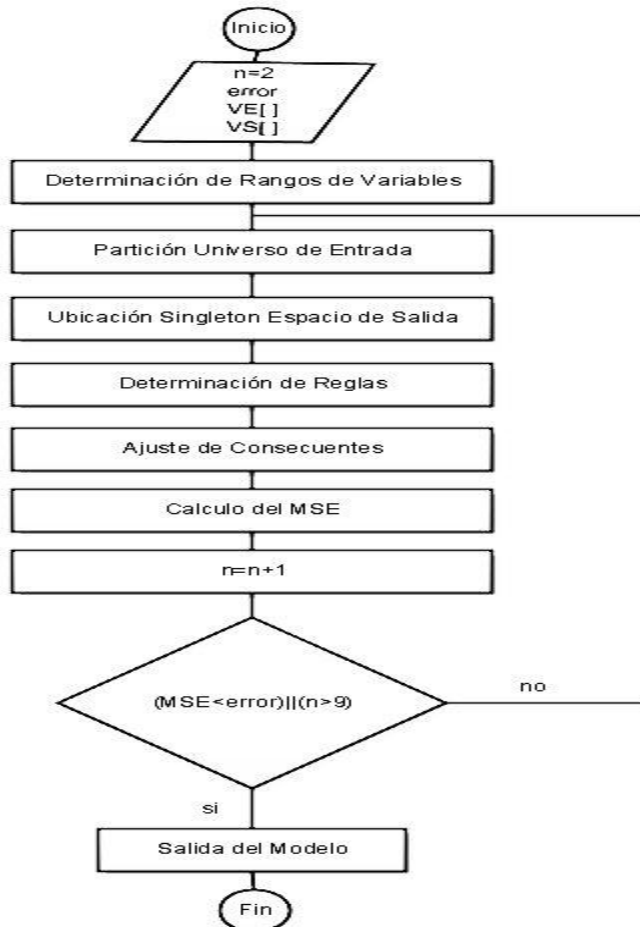 Inicio
n=2
error
VE[ ]
VS[ ]
Determinación de Rangos de Variables
Partición Universo de Entrada
Ubicación Singleton Espacio de Salida
Determinación de Reglas
Ajuste de Consecuentes
Calculo del MSE
n=n+1
(MSE<error)||(n>9)
no
si
Salida del Modelo
Fin